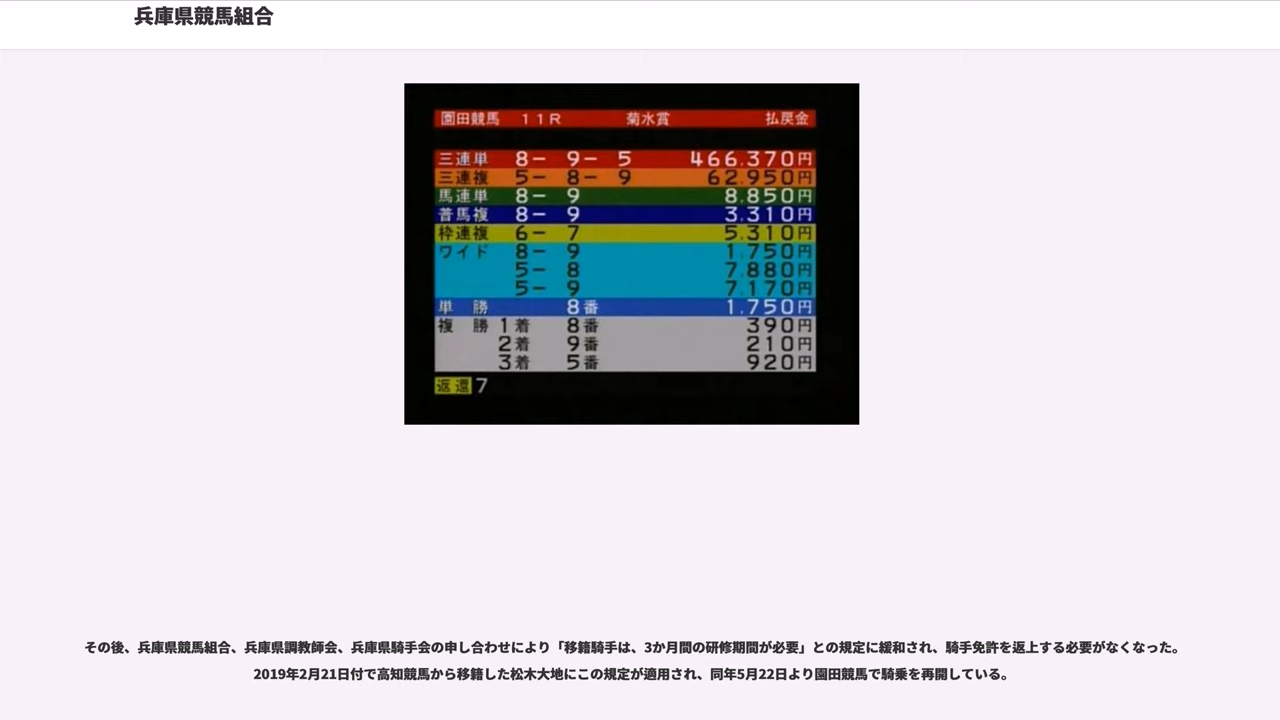 兵庫県競馬組合
園田競馬 11R 菊水賞 払戻金
三連単 8- 9- 5 466.370円
三連複 5- 8- 9 62.950円
馬連単 8- 9 8.850円
普馬複 8- 9 3.310円
枠連複 6- 7 5.310円
ワイド 8- 9 1.750円
5- 8 7.880円
5- 9 7.170円
単 勝 8番 1.750円
複 勝 1着 8番 390円
2着 9番 210円
3着 5番 920円
返還 7
その後、兵庫県競馬組合、兵庫県調教師会、兵庫県騎手会の申し合わせにより「移籍騎手は、3か月間の研修期間が必要」との規定に緩和され、騎手免許を返上する必要がなくなった。
2019年2月21日付で高知競馬から移籍した松木大地にこの規定が適用され、同年5月22日より園田競馬で騎乗を再開している。